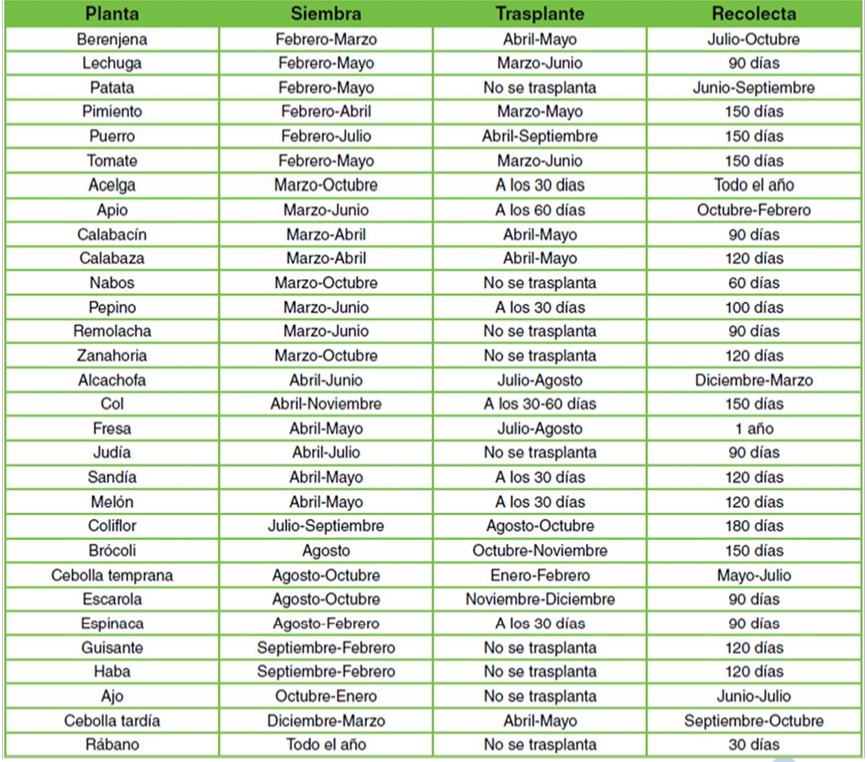 Planta Siembra Trasplante Recolecta
Berenjena Febrero-Marzo Abril-Mayo Julio-Octubre
Lechuga Febrero-Mayo Marzo-Junio 90 días
Patata Febrero-Mayo No se trasplanta Junio-Septiembre
Pimiento Febrero-Abril Marzo-Mayo 150 días
Puerro Febrero-Julio Abril-Septiembre 150 días
Tomate Febrero-Mayo Marzo-Junio 150 días
Acelga Marzo-Octubre A los 30 dias Todo el año
Apio Marzo-Junio A los 60 días Octubre-Febrero
Calabacín Marzo-Abril Abril-Mayo 90 días
Calabaza Marzo-Abril Abril-Mayo 120 días
Nabos Marzo-Octubre No se trasplanta 60 días
Pepino Marzo-Junio A los 30 días 100 días
Remolacha Marzo-Junio No se trasplanta 90 días
Zanahoria Marzo-Octubre No se trasplanta 120 días
Alcachofa Abril-Junio Julio-Agosto Diciembre-Marzo
Col Abril-Noviembre A los 30-60 días 150 días
Fresa Abril-Mayo Julio-Agosto 1 año
Judía Abril-Julio No se trasplanta 90 días
Sandía Abril-Mayo A los 30 días 120 días
Melón Abril-Mayo A los 30 días 120 días
Coliflor Julio-Septiembre Agosto-Octubre 180 días
Brócoli Agosto Octubre-Noviembre 150 días
Cebolla temprana Agosto-Octubre Enero-Febrero Mayo-Julio
Escarola Agosto-Octubre Noviembre-Diciembre 90 días
Espinaca Agosto-Febrero A los 30 días 90 días
Guisante Septiembre-Febrero No se trasplanta 120 días
Haba Septiembre-Febrero No se trasplanta 120 días
Ajo Octubre-Enero No se trasplanta Junio-Julio
Cebolla tardía Diciembre-Marzo Abril-Mayo Septiembre-Octubre
Rábano Todo el año No se trasplanta 30 días